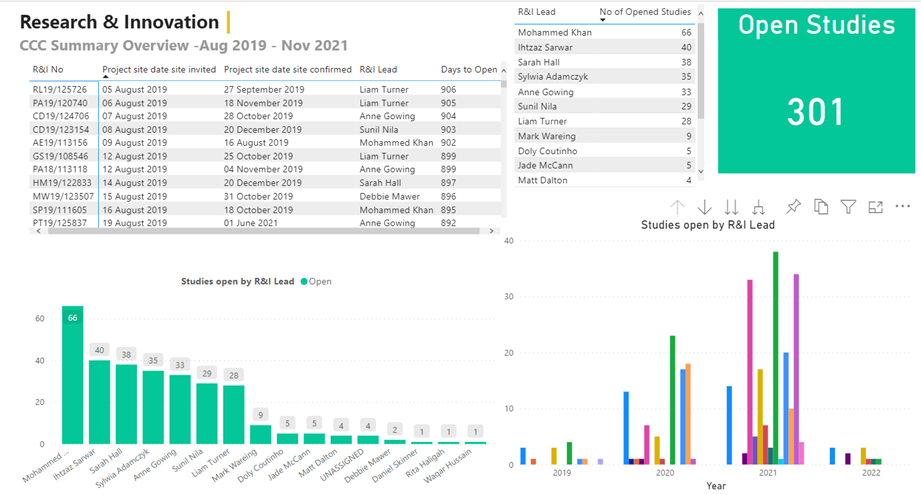 Research & Innovation
CCC Summary Overview -Aug 2019 - Nov 2021
R&I No Project site date site invited Project site date site confirmed R&I Lead Days to Open
RL19/125726 05 August 2019 27 September 2019 Liam Turner 906
PA19/120740 06 August 2019 18 November 2019 Liam Turner 905
CD19/124706 07 August 2019 28 October 2019 Anne Gowing 904
CD19/123154 08 August 2019 20 December 2019 Sunil Nila 903
AE19/113156 09 August 2019 16 August 2019 Mohammed Khan 902
GS19/108546 12 August 2019 25 October 2019 Liam Turner 899
PA18/113118 12 August 2019 04 November 2019 Anne Gowing 899
HM19/122833 14 August 2019 20 December 2019 Sarah Hall 897
MW19/123507 15 August 2019 31 October 2019 Debbie Mawer 896
SP19/111605 16 August 2019 18 October 2019 Mohammed Khan 895
PT19/125837 19 August 2019 01 June 2021 Anne Gowing 892
R&I Lead No of Opened Studies
Mohammed Khan 66
Ihtzaz Sarwar 40
Sarah Hall 38
Sylwia Adamczyk 35
Anne Gowing 33
Sunil Nila 29
Liam Turner 28
Mark Wareing 9
Doly Coutinho 5
Jade McCann 5
Matt Dalton 4
Open Studies
301
Studies open by R&I Lead Open
60
40
20
0
66
40
38
35
33
29
28
9
5
5
4
4
2
1
1
1
Mohammed ...
Ihtzaz Sarwar
Sarah Hall
Sylwia Adamczyk
Anne Gowing
Sunil Nila
Liam Turner
Mark Wareing
Doly Coutinho
Jade McCann
Matt Dalton
UNASSIGNED
Debbie Mawer
Daniel Skinner
Rita Haligah
Waqar Hussain
Studies open by R&I Lead
40
30
20
10
0
2019 2020 2021 2022
Year